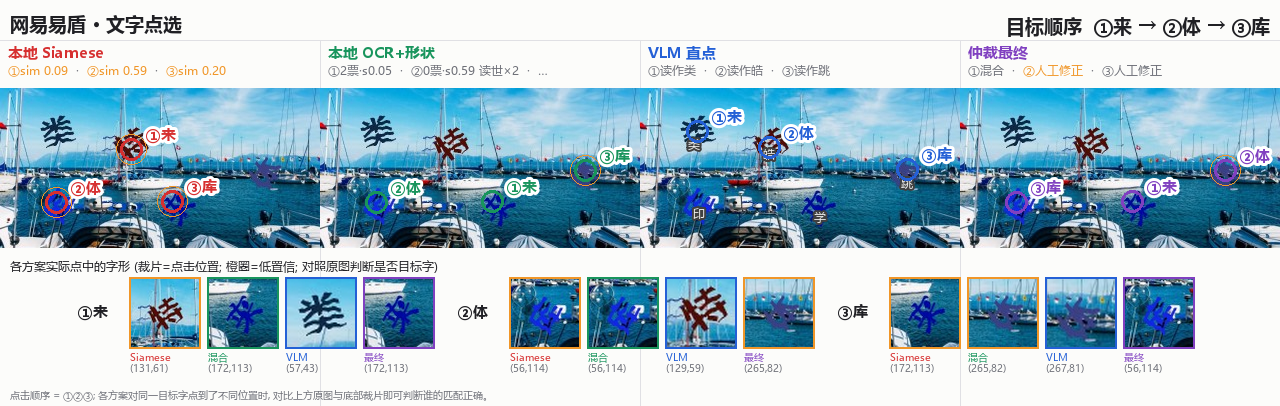 网易易盾·文字点选
目标顺序 ①来 → ②体 → ③库
本地 Siamese
①sim 0.09 · ②sim 0.59 · ③sim 0.20
本地 OCR+形状
①2票·s0.05 · ②0票·s0.59 读世×2 · ...
VLM 直点
①读作类 · ②读作皓 · ③读作跳
仲裁最终
①混合 · ②人工修正 · ③人工修正
类 特 ①来 ②体 ③库
类 特 ③库 ②体 ①来
①来 ②体 ③库 印 学 跳
类 特 ②体 ③库 ①来
各方案实际点中的字形 (裁片=点击位置; 橙圈=低置信; 对照原图判断是否目标字)
①来
Siamese
(131,61)
混合
(172,113)
VLM
(57,43)
最终
(172,113)
②体
Siamese
(56,114)
混合
(56,114)
VLM
(129,59)
最终
(265,82)
③库
Siamese
(172,113)
混合
(265,82)
VLM
(267,81)
最终
(56,114)
点击顺序 = ①②③; 各方案对同一目标字点到了不同位置时, 对比上方原图与底部裁片即可判断谁的匹配正确。